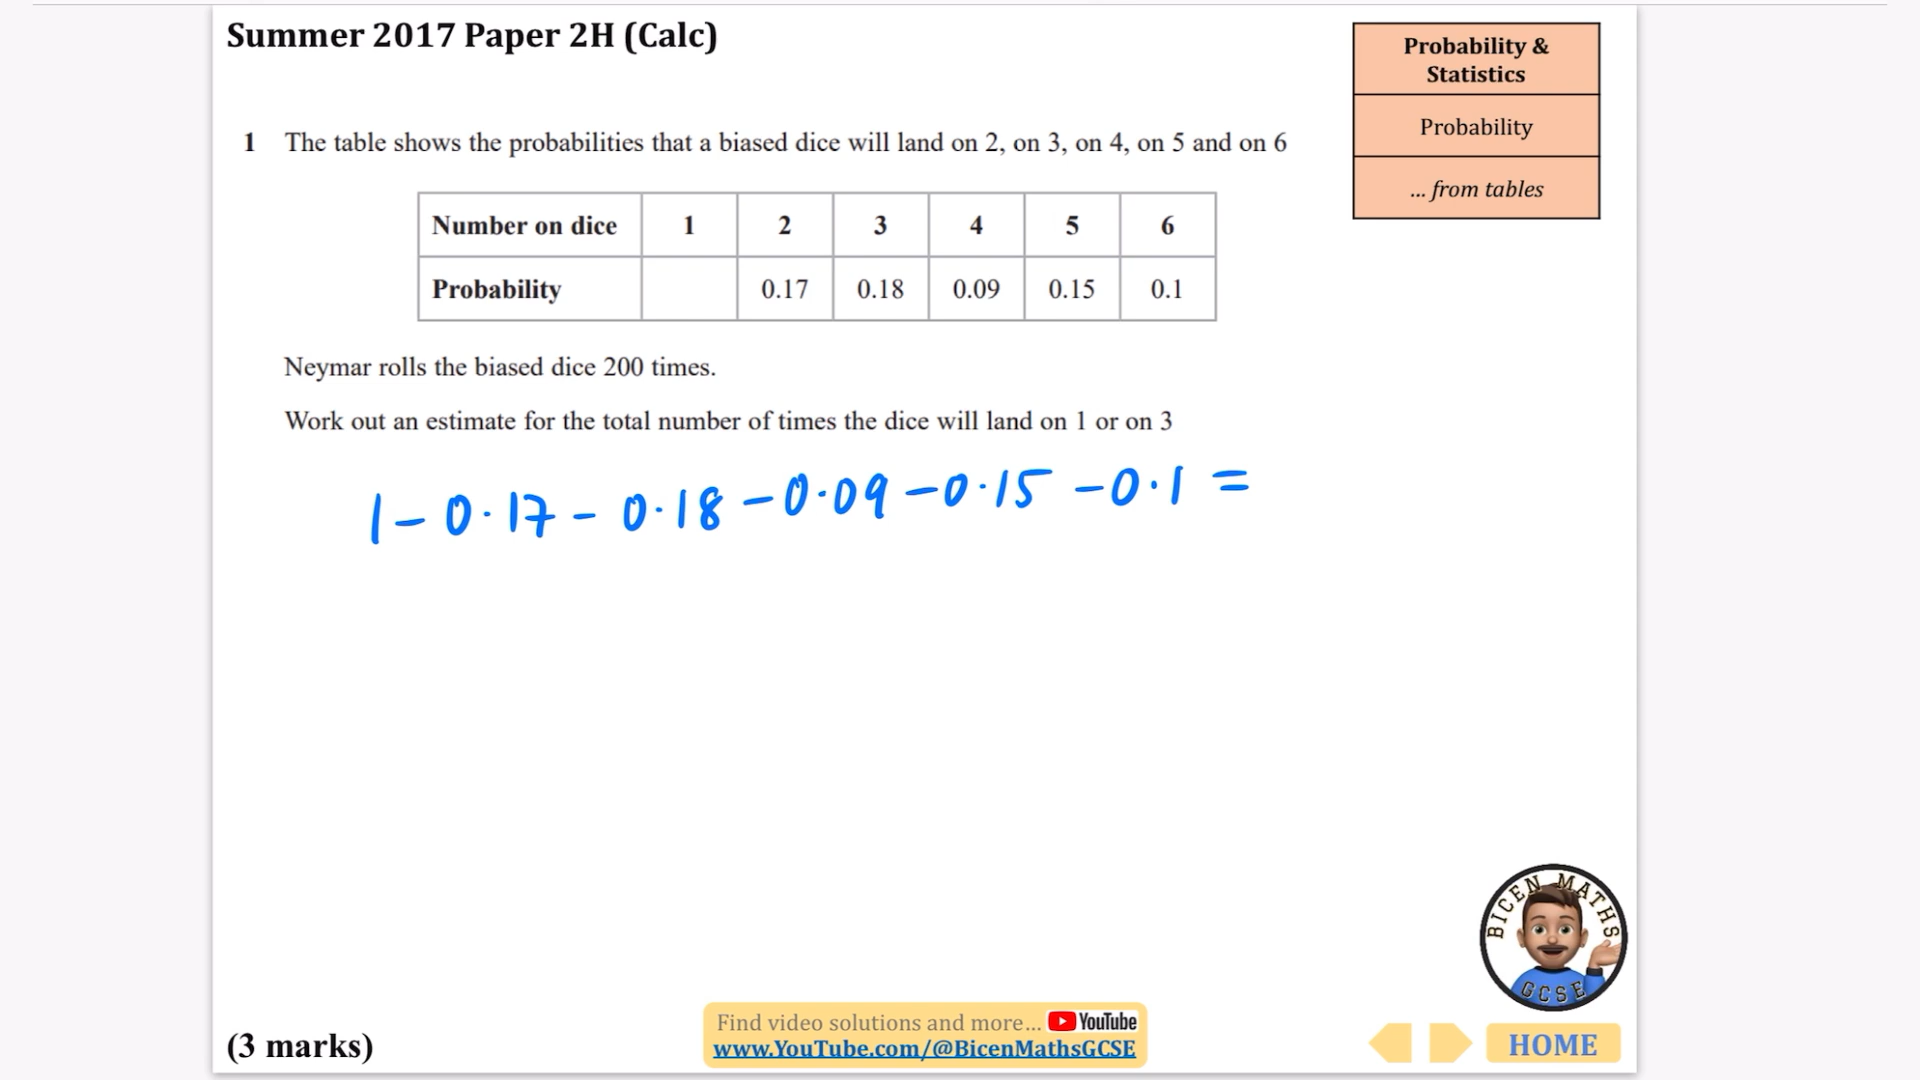 Summer 2017 Paper 2H (Calc)
Probability &
Statistics
Probability
... from tables
1 The table shows the probabilities that a biased dice will land on 2, on 3, on 4, on 5 and on 6
Number on dice 1 2 3 4 5 6
Probability 0.17 0.18 0.09 0.15 0.1
Neymar rolls the biased dice 200 times.
Work out an estimate for the total number of times the dice will land on 1 or on 3
1 - 0.17 - 0.18 - 0.09 - 0.15 - 0.1 =
BICEN MATHS
GCSE
(3 marks)
Find video solutions and more... YouTube
www.YouTube.com/@BicenMathsGCSE
HOME